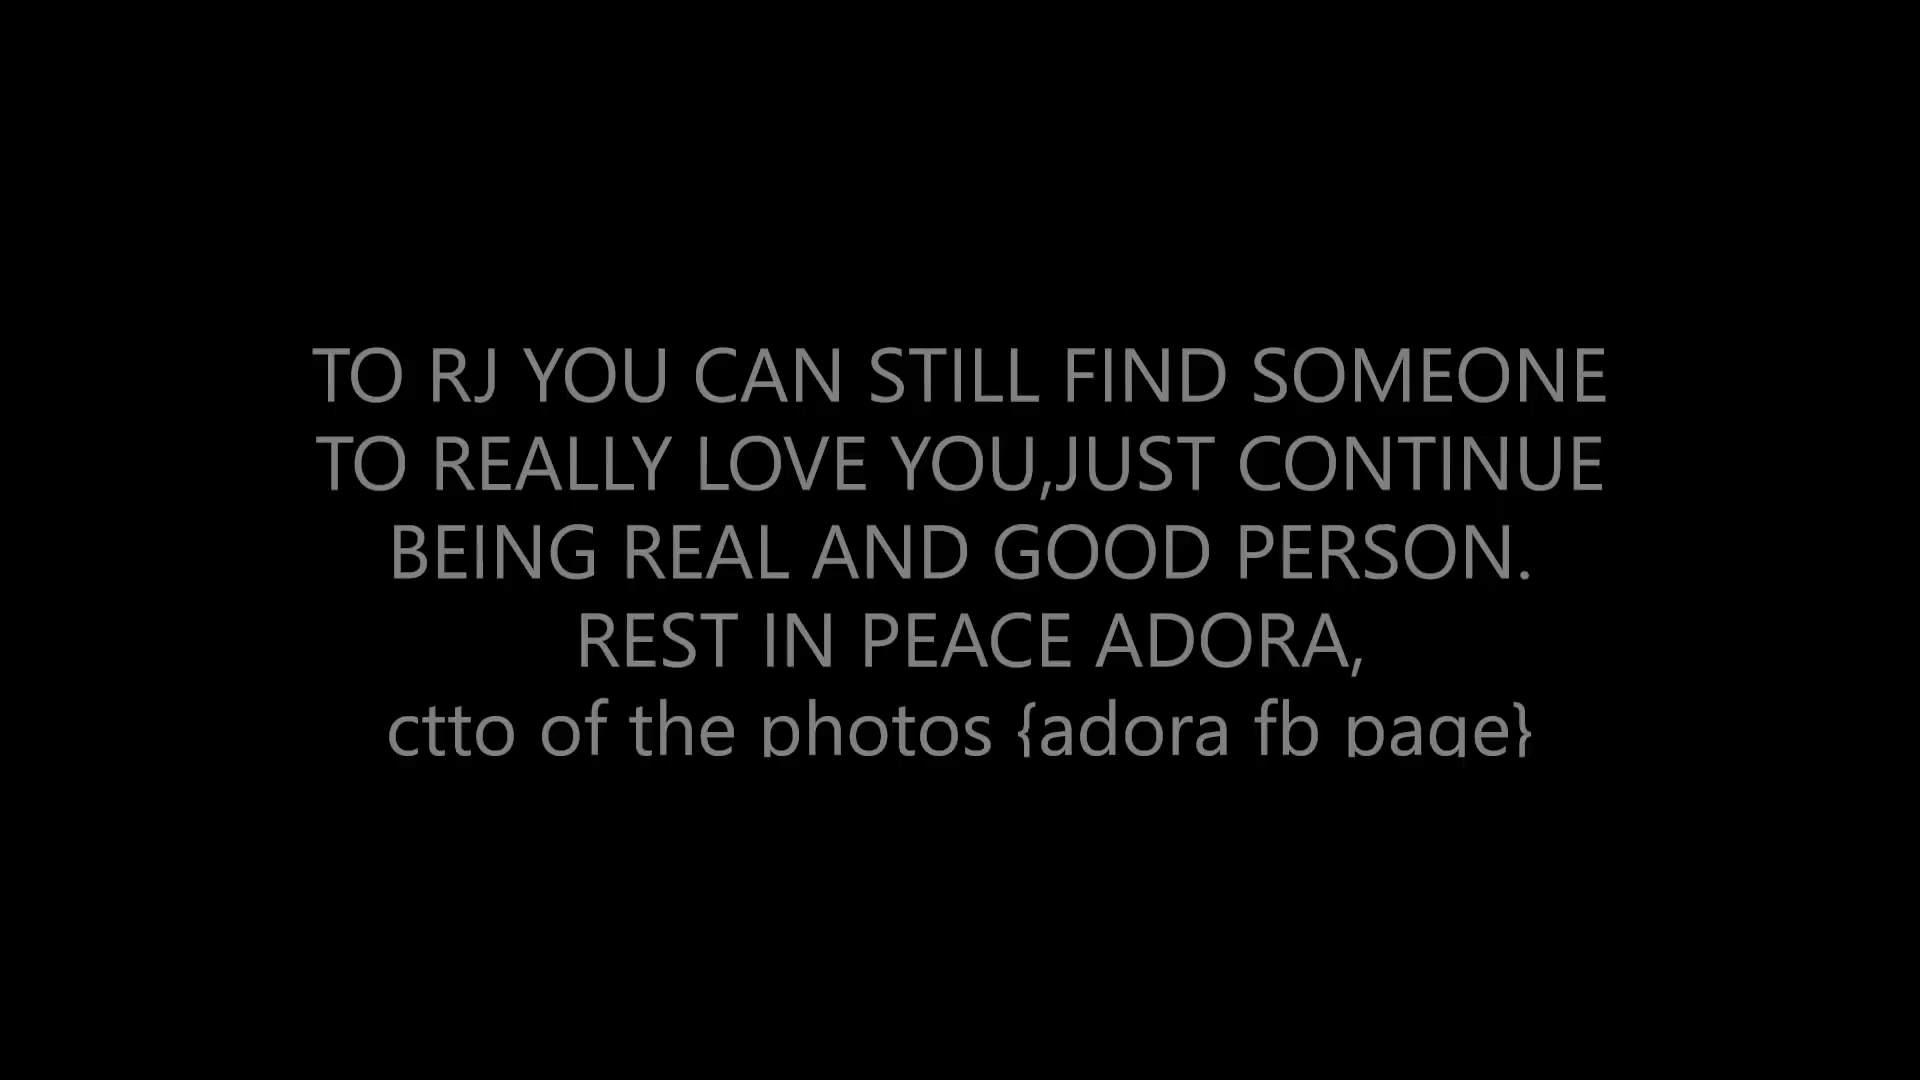 TO RJ YOU CAN STILL FIND SOMEONE
TO REALLY LOVE YOU,JUST CONTINUE
BEING REAL AND GOOD PERSON.
REST IN PEACE ADORA,
ctto of the photos {adora fb page}